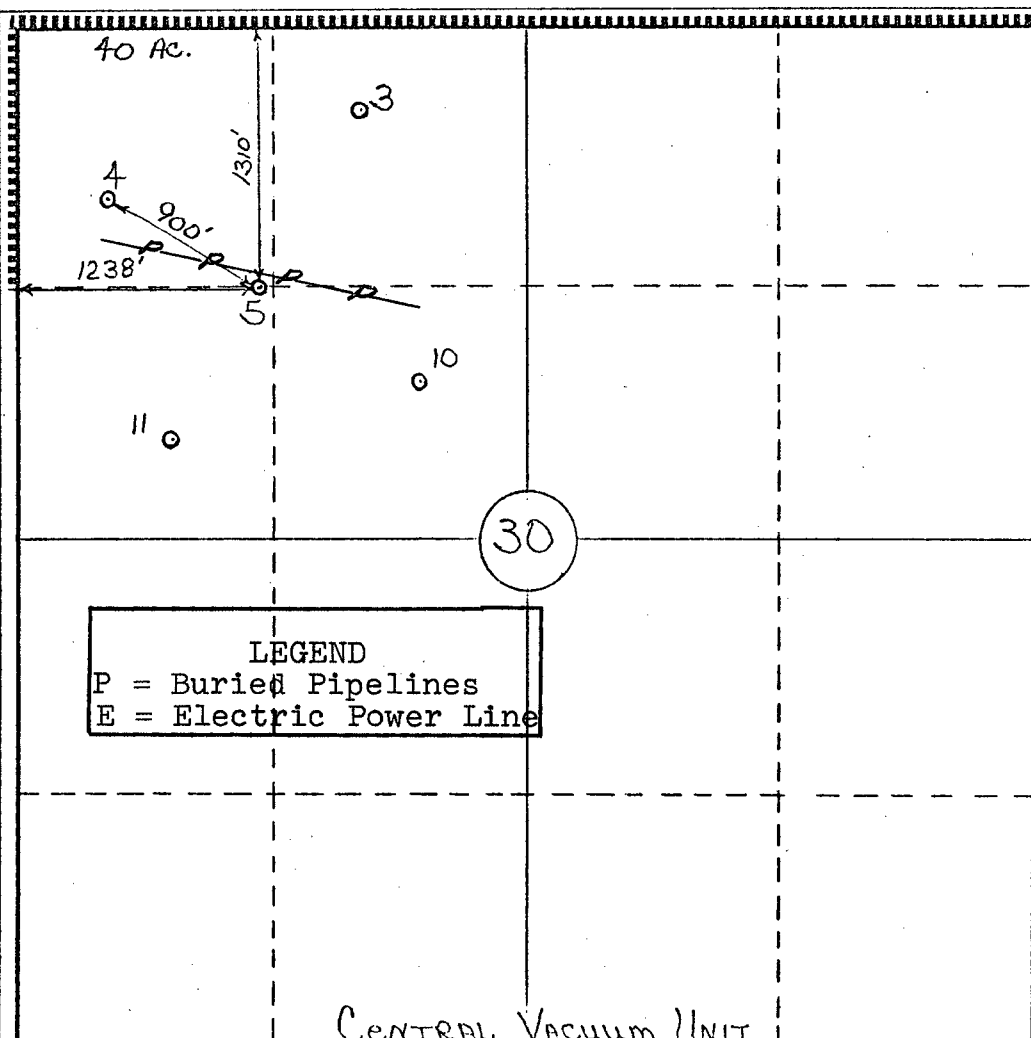 40 AC.
3
1310'
4
900'
P P P P
1238'
5
10
11
30
LEGEND
P = Buried Pipelines
E = Electric Power Line
CENTRAL VACUUM UNIT